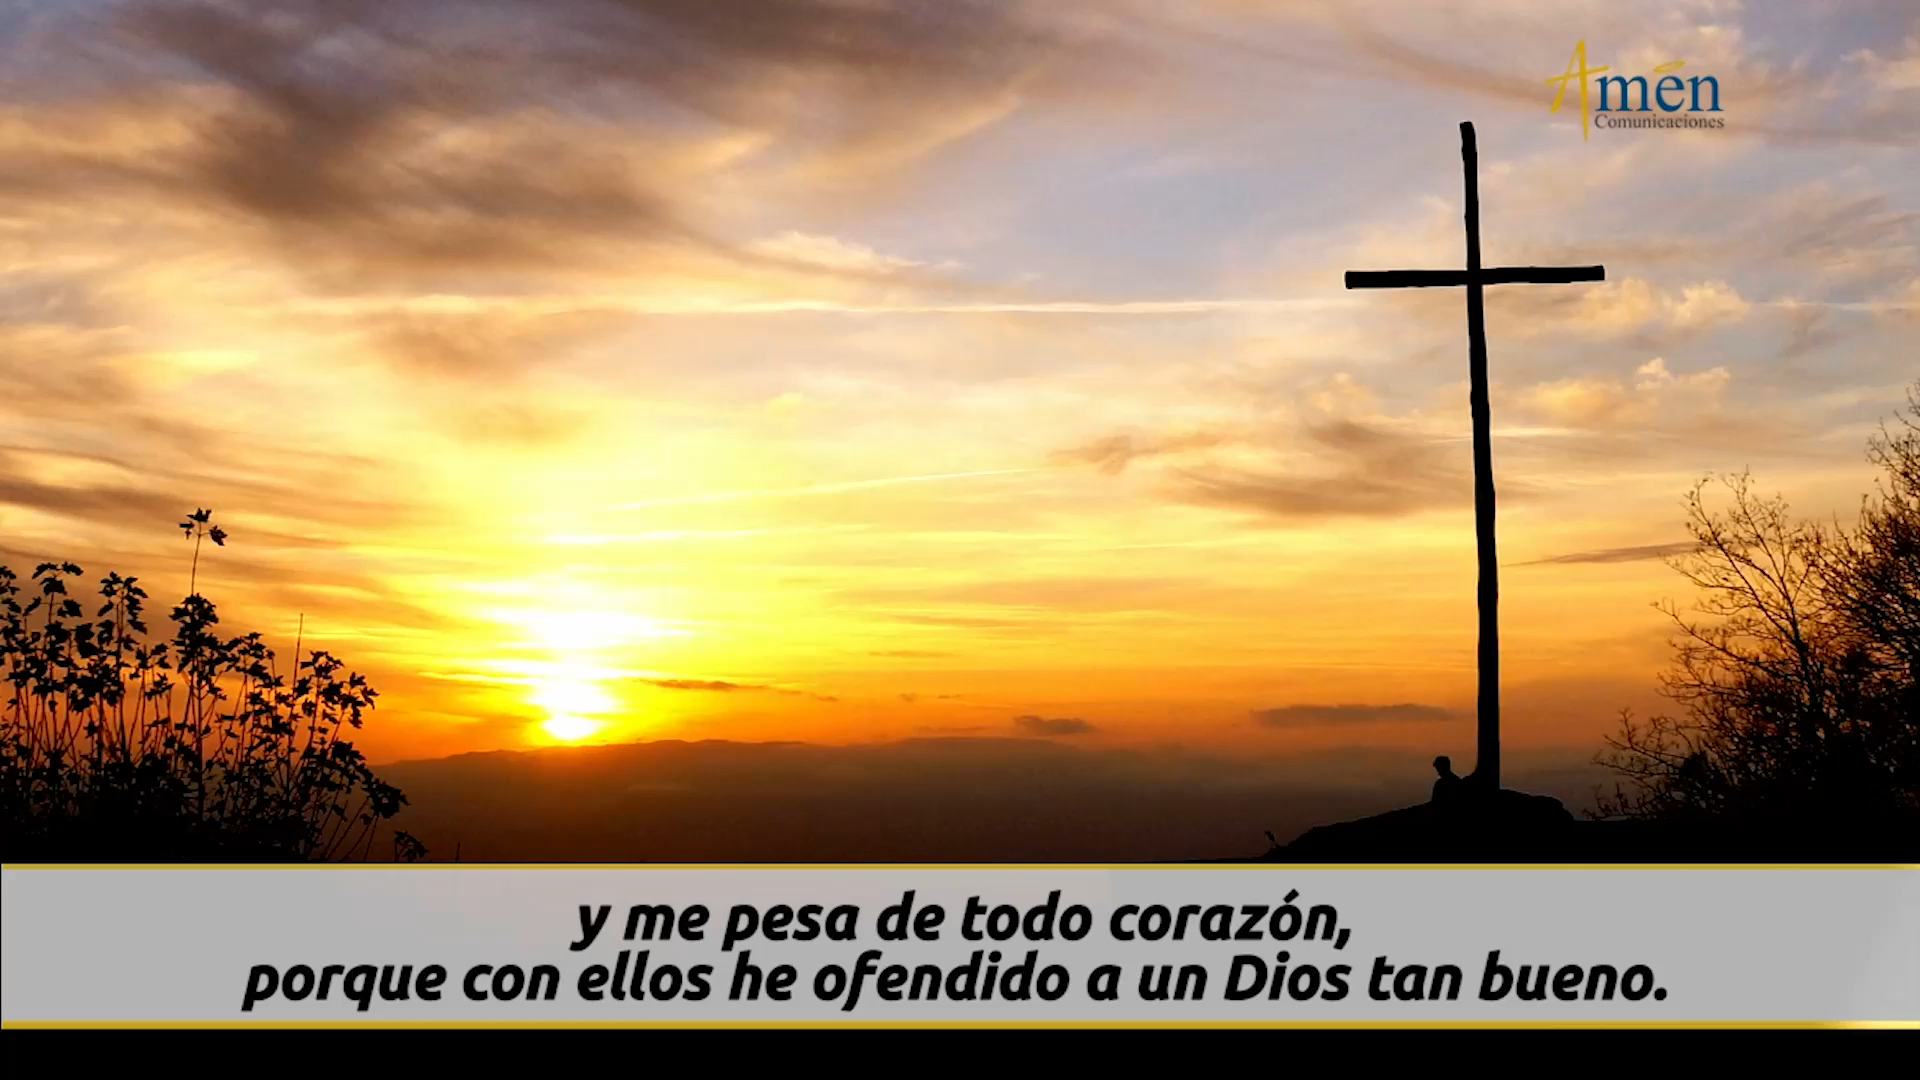 Amén
Comunicaciones
y me pesa de todo corazón,
porque con ellos he ofendido a un Dios tan bueno.